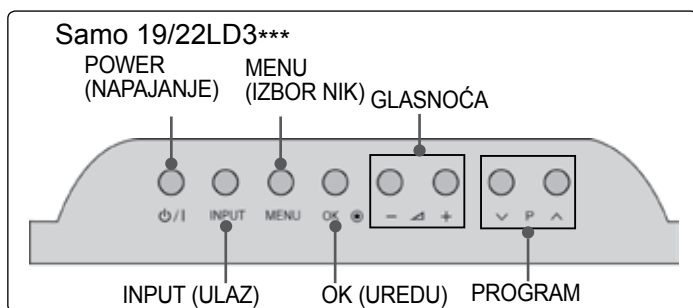 Samo 19/22LD3***
POWER
(NAPAJANJE)
MENU
(IZBOR NIK)
GLASNOĆA
⏻/I INPUT MENU OK ◉ − ⊿ + ∨ P ∧
INPUT (ULAZ)
OK (UREDU)
PROGRAM